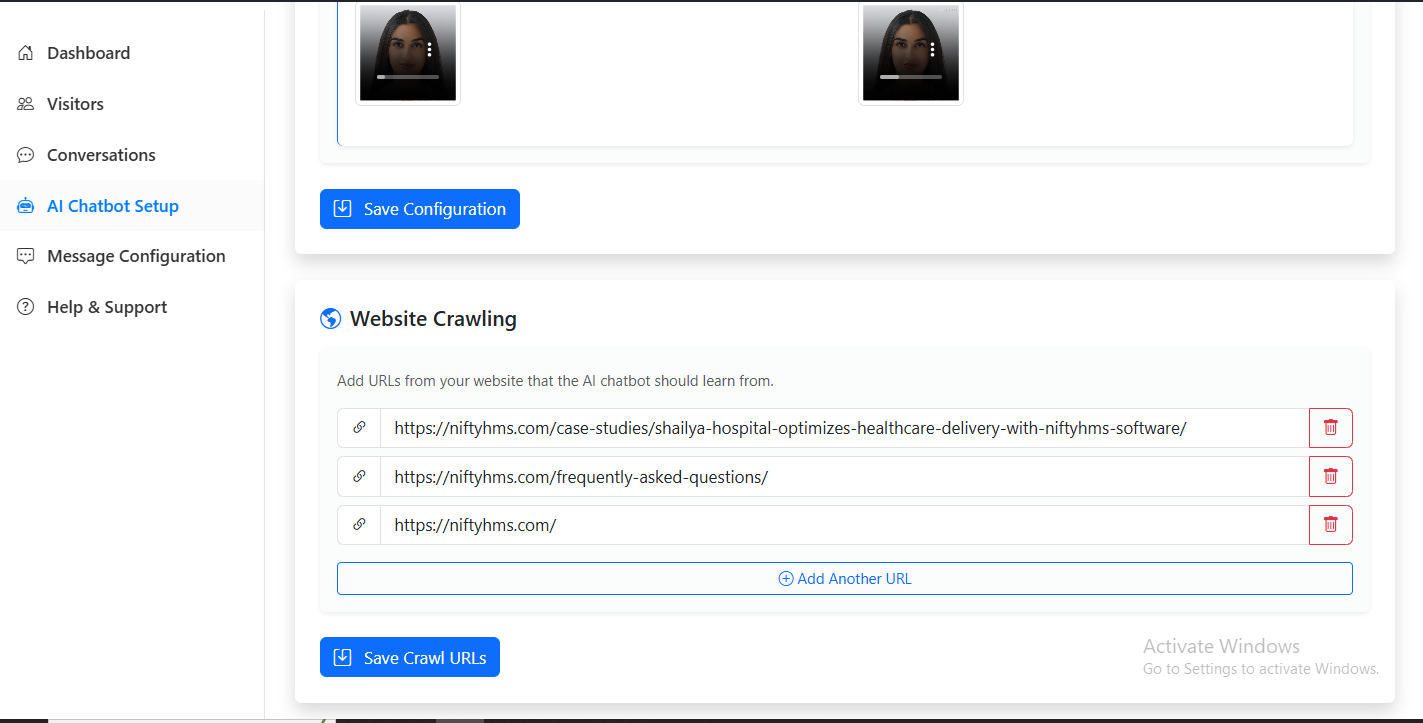 Dashboard
Visitors
Conversations
AI Chatbot Setup
Message Configuration
Help & Support
Save Configuration
Website Crawling
Add URLs from your website that the AI chatbot should learn from.
https://niftyhms.com/case-studies/shailya-hospital-optimizes-healthcare-delivery-with-niftyhms-software/
https://niftyhms.com/frequently-asked-questions/
https://niftyhms.com/
Add Another URL
Save Crawl URLs
Activate Windows
Go to Settings to activate Windows.